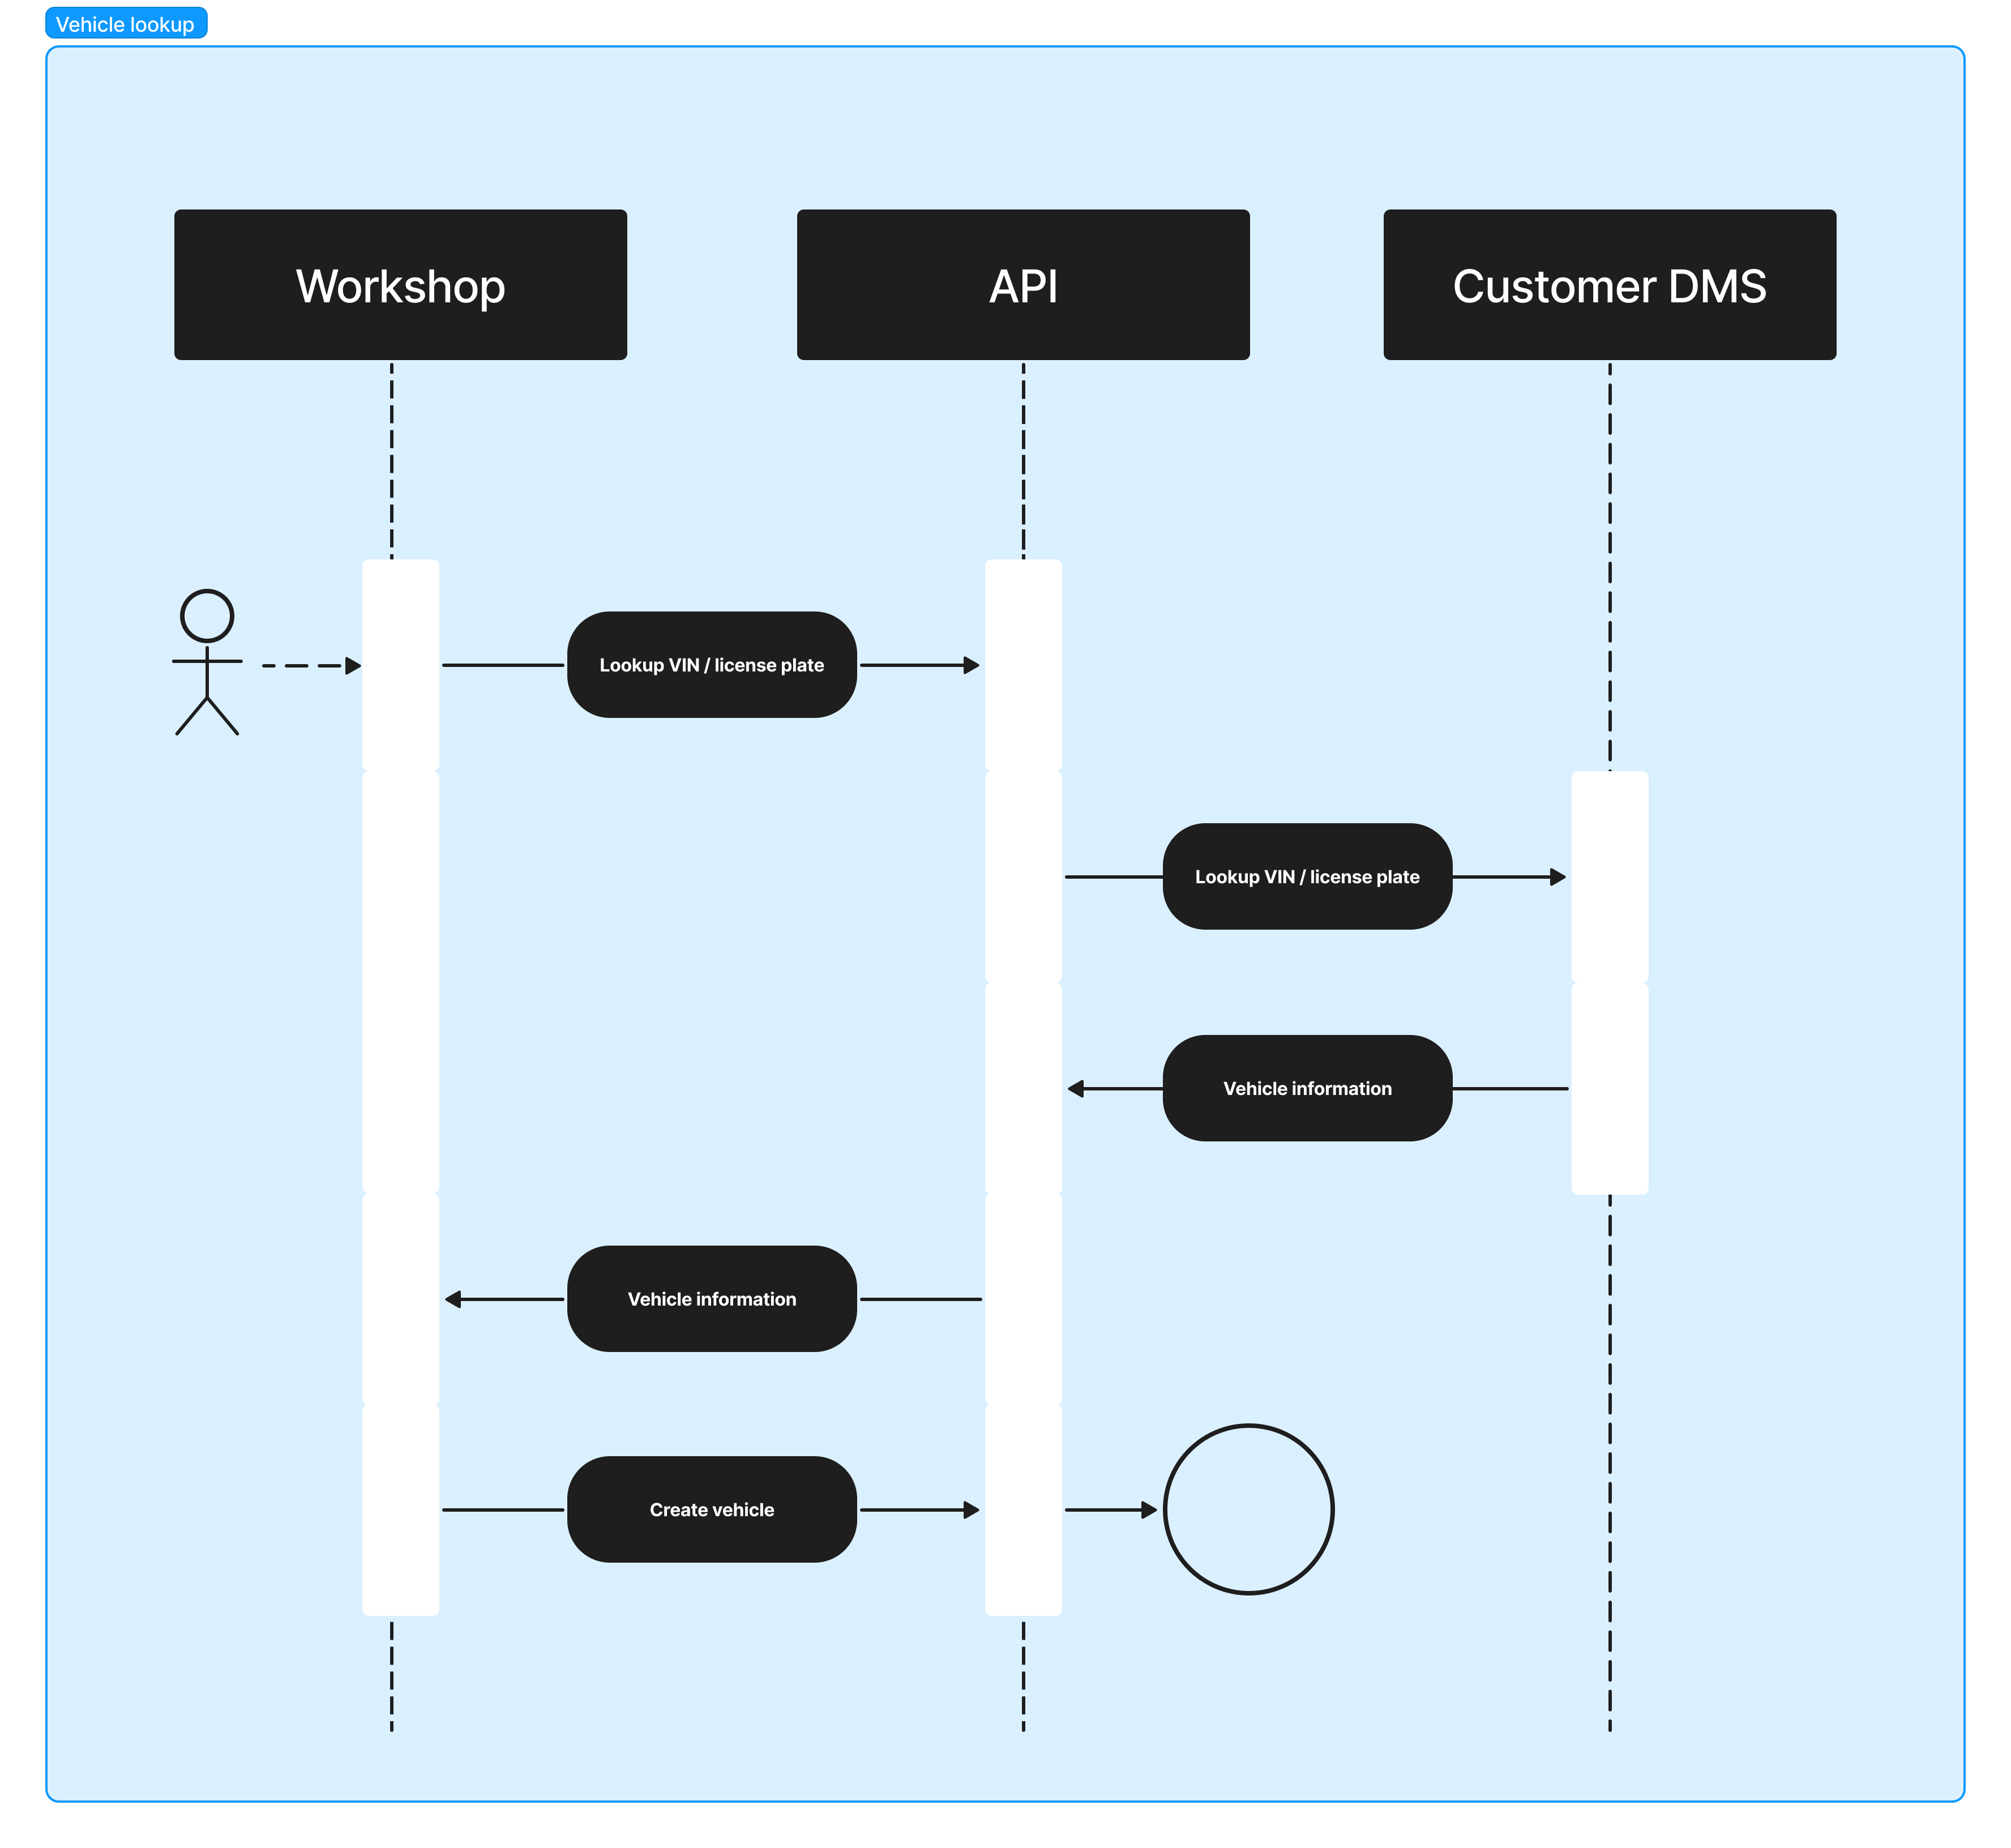 Vehicle lookup
Workshop
API
Customer DMS
Lookup VIN / license plate
Lookup VIN / license plate
Vehicle information
Vehicle information
Create vehicle